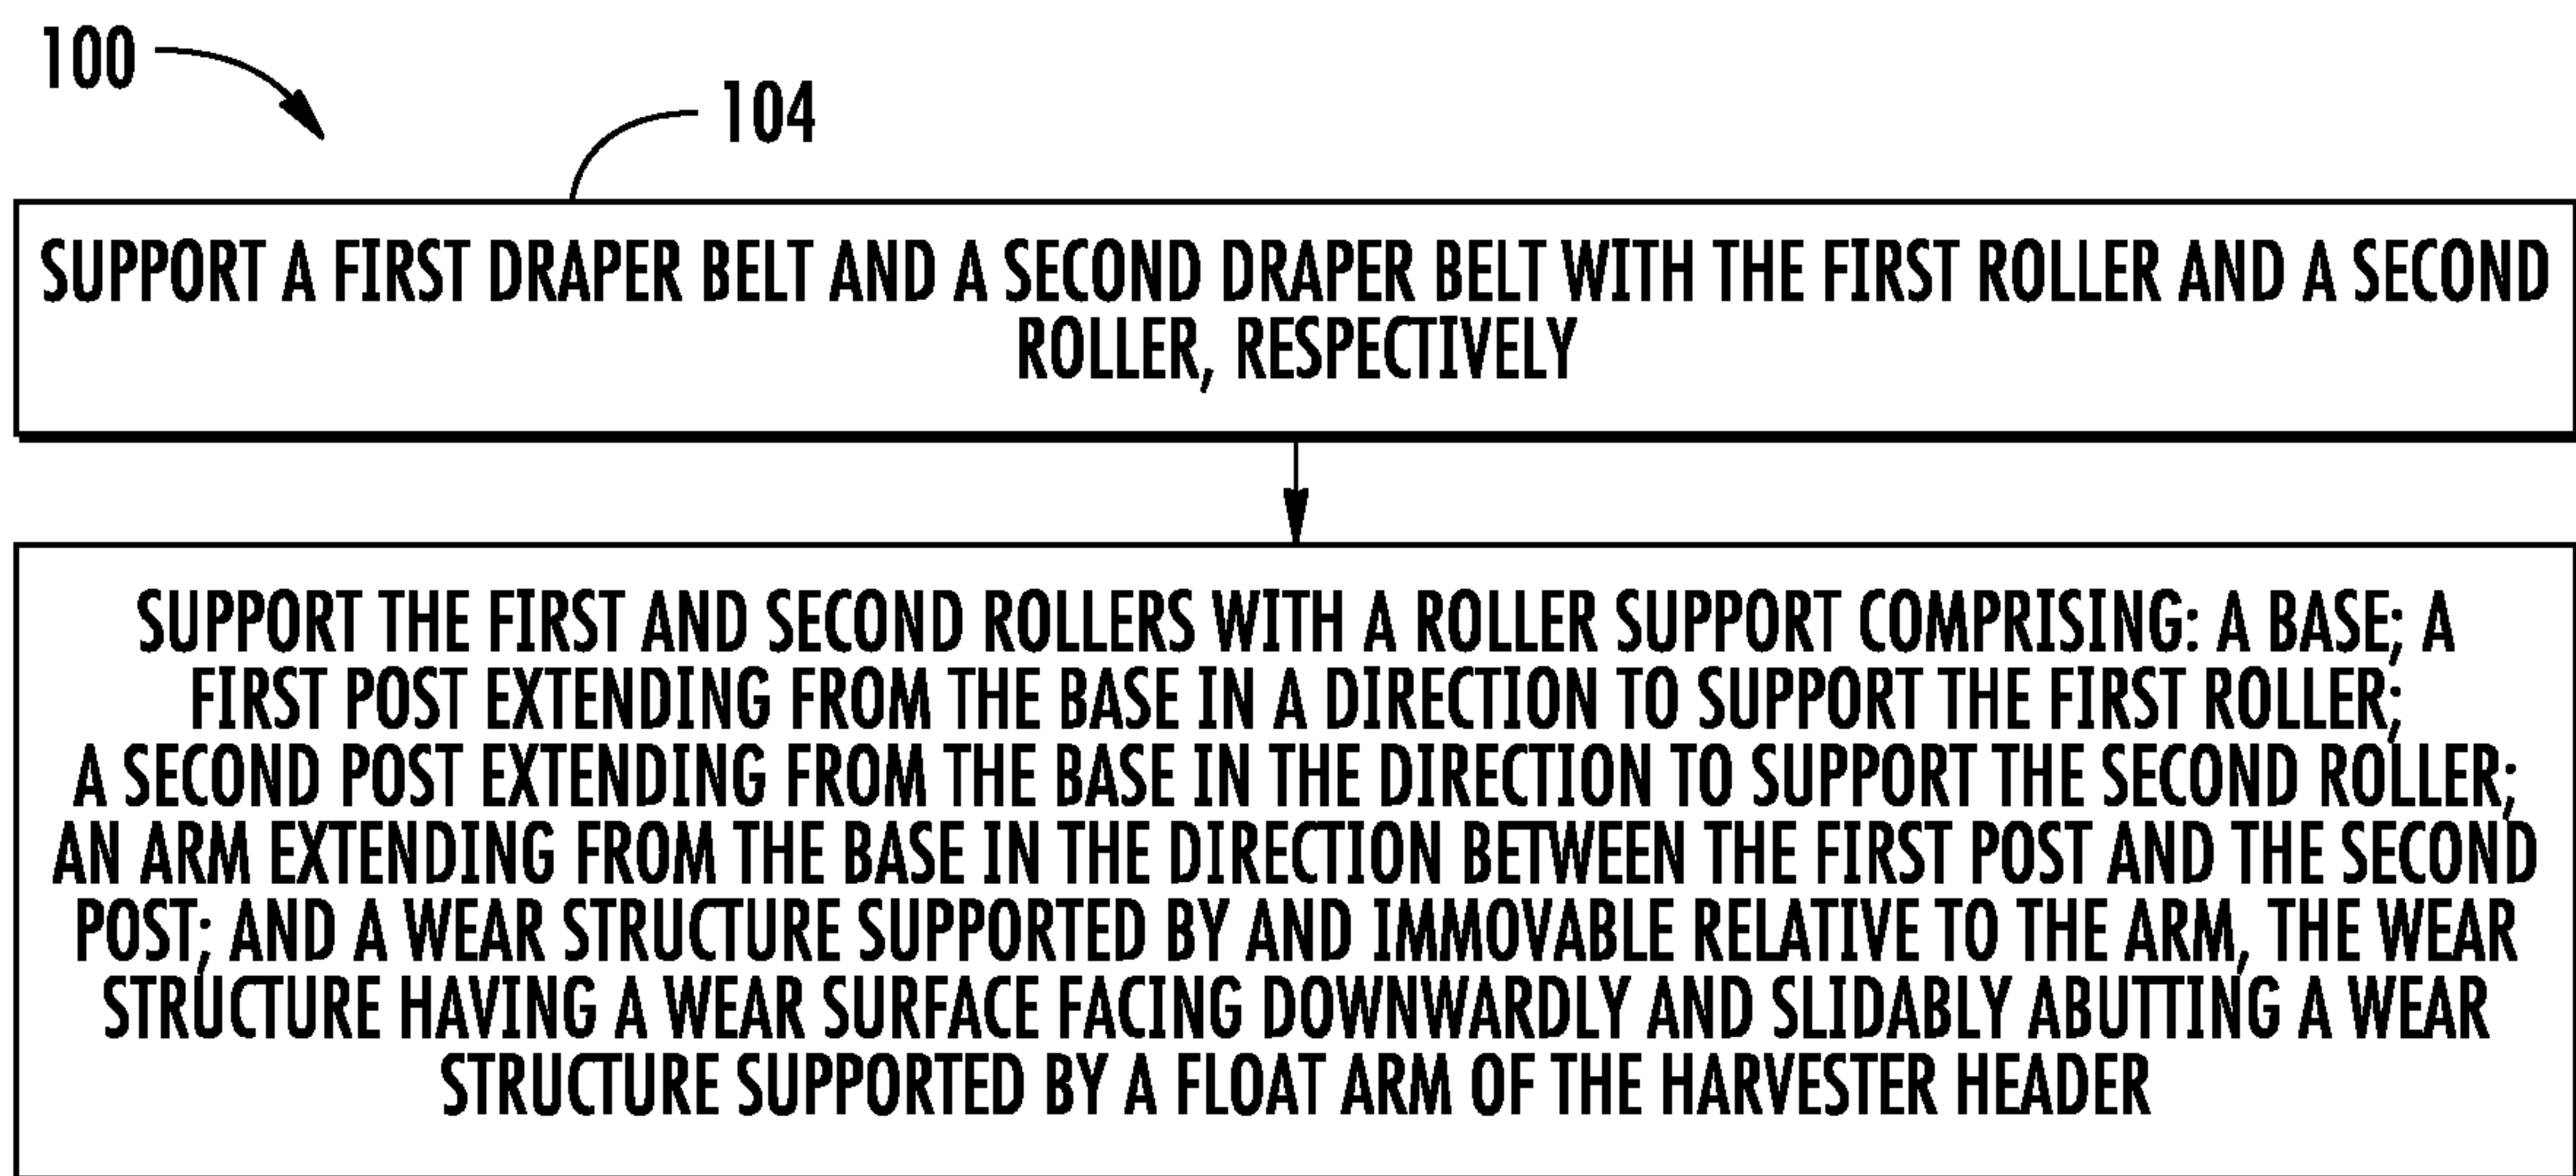 100
104
SUPPORT A FIRST DRAPER BELT AND A SECOND DRAPER BELT WITH THE FIRST ROLLER AND A SECOND
ROLLER, RESPECTIVELY
SUPPORT THE FIRST AND SECOND ROLLERS WITH A ROLLER SUPPORT COMPRISING: A BASE; A
FIRST POST EXTENDING FROM THE BASE IN A DIRECTION TO SUPPORT THE FIRST ROLLER;
A SECOND POST EXTENDING FROM THE BASE IN THE DIRECTION TO SUPPORT THE SECOND ROLLER;
AN ARM EXTENDING FROM THE BASE IN THE DIRECTION BETWEEN THE FIRST POST AND THE SECOND
POST; AND A WEAR STRUCTURE SUPPORTED BY AND IMMOVABLE RELATIVE TO THE ARM, THE WEAR
STRUCTURE HAVING A WEAR SURFACE FACING DOWNWARDLY AND SLIDABLY ABUTTING A WEAR
STRUCTURE SUPPORTED BY A FLOAT ARM OF THE HARVESTER HEADER